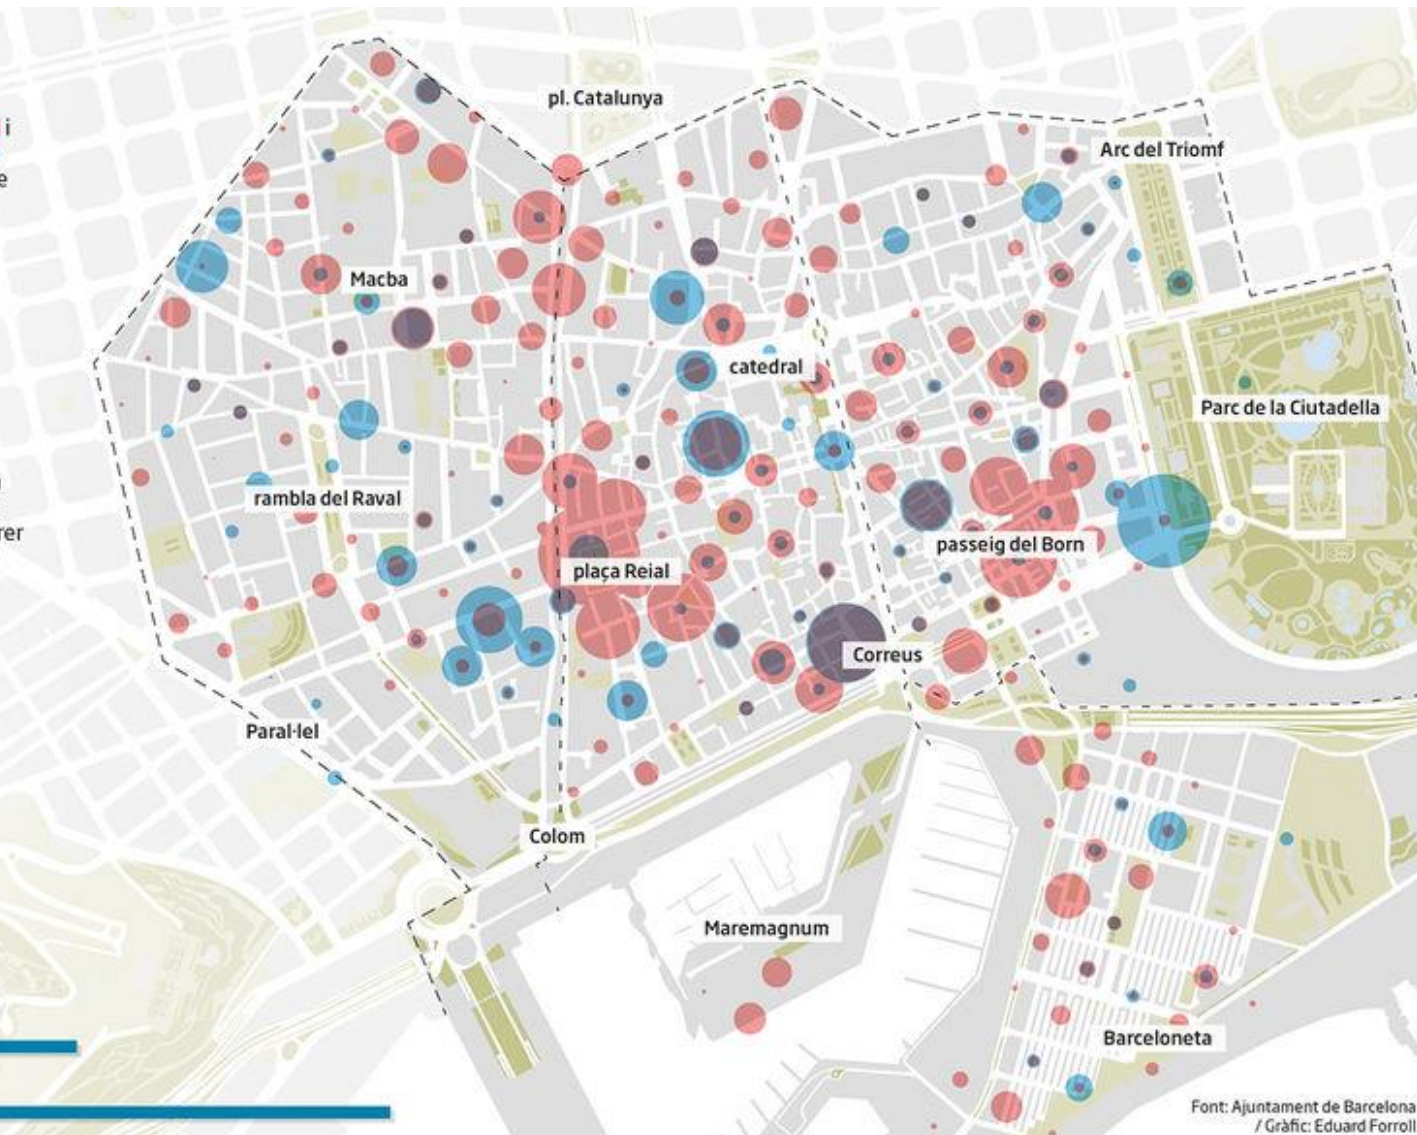 i
e
pl. Catalunya
Arc del Triomf
Macba
catedral
Parc de la Ciutadella
rambla del Raval
rer
passeig del Born
plaça Reial
Correus
Paral·lel
Colom
Maremagnum
Barceloneta
Font: Ajuntament de Barcelona
/ Gràfic: Eduard Forroll